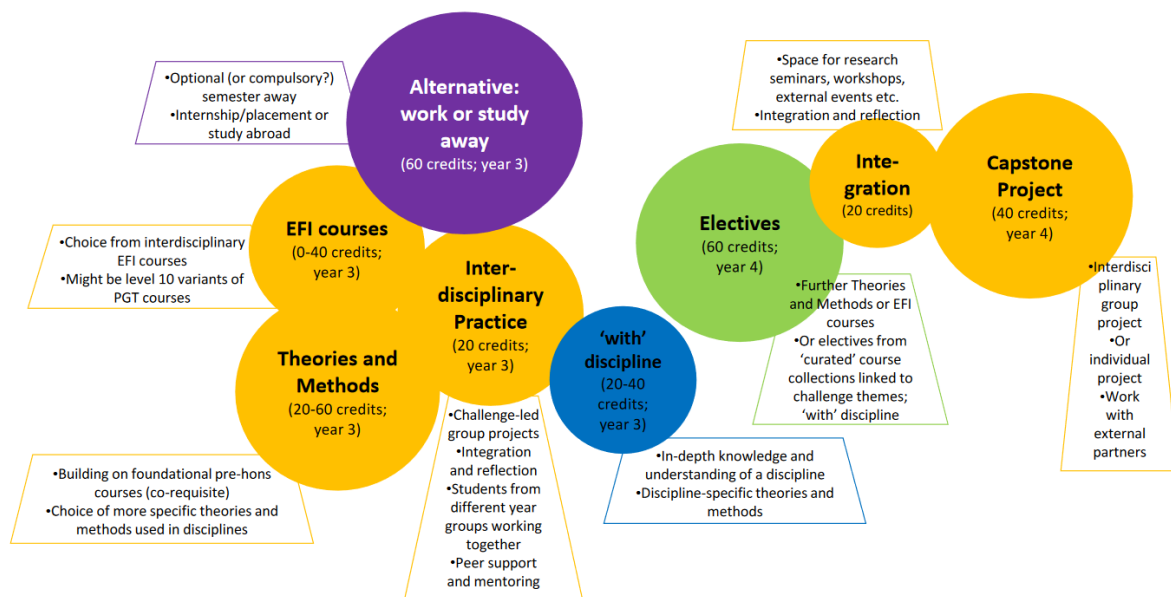 •Optional (or compulsory?)
semester away
•Internship/placement or
study abroad
Alternative:
work or study
away
(60 credits; year 3)
•Space for research
seminars, workshops,
external events etc.
•Integration and reflection
EFI courses
(0-40 credits;
year 3)
•Choice from interdisciplinary
EFI courses
•Might be level 10 variants of
PGT courses
Inter-
disciplinary
Practice
(20 credits;
year 3)
Theories and
Methods
(20-60 credits;
year 3)
‘with’
discipline
(20-40
credits;
year 3)
Electives
(60 credits;
year 4)
Inte-
gration
(20 credits)
Capstone
Project
(40 credits;
year 4)
•Building on foundational pre-hons
courses (co-requisite)
•Choice of more specific theories and
methods used in disciplines
•Challenge-led
group projects
•Integration
and reflection
•Students from
different year
groups working
together
•Peer support
and mentoring
•In-depth knowledge and
understanding of a discipline
•Discipline-specific theories and
methods
•Further Theories and
Methods or EFI
courses
•Or electives from
‘curated’ course
collections linked to
challenge themes;
‘with’ discipline
•Interdisci
plinary
group
project
•Or
individual
project
•Work
with
external
partners